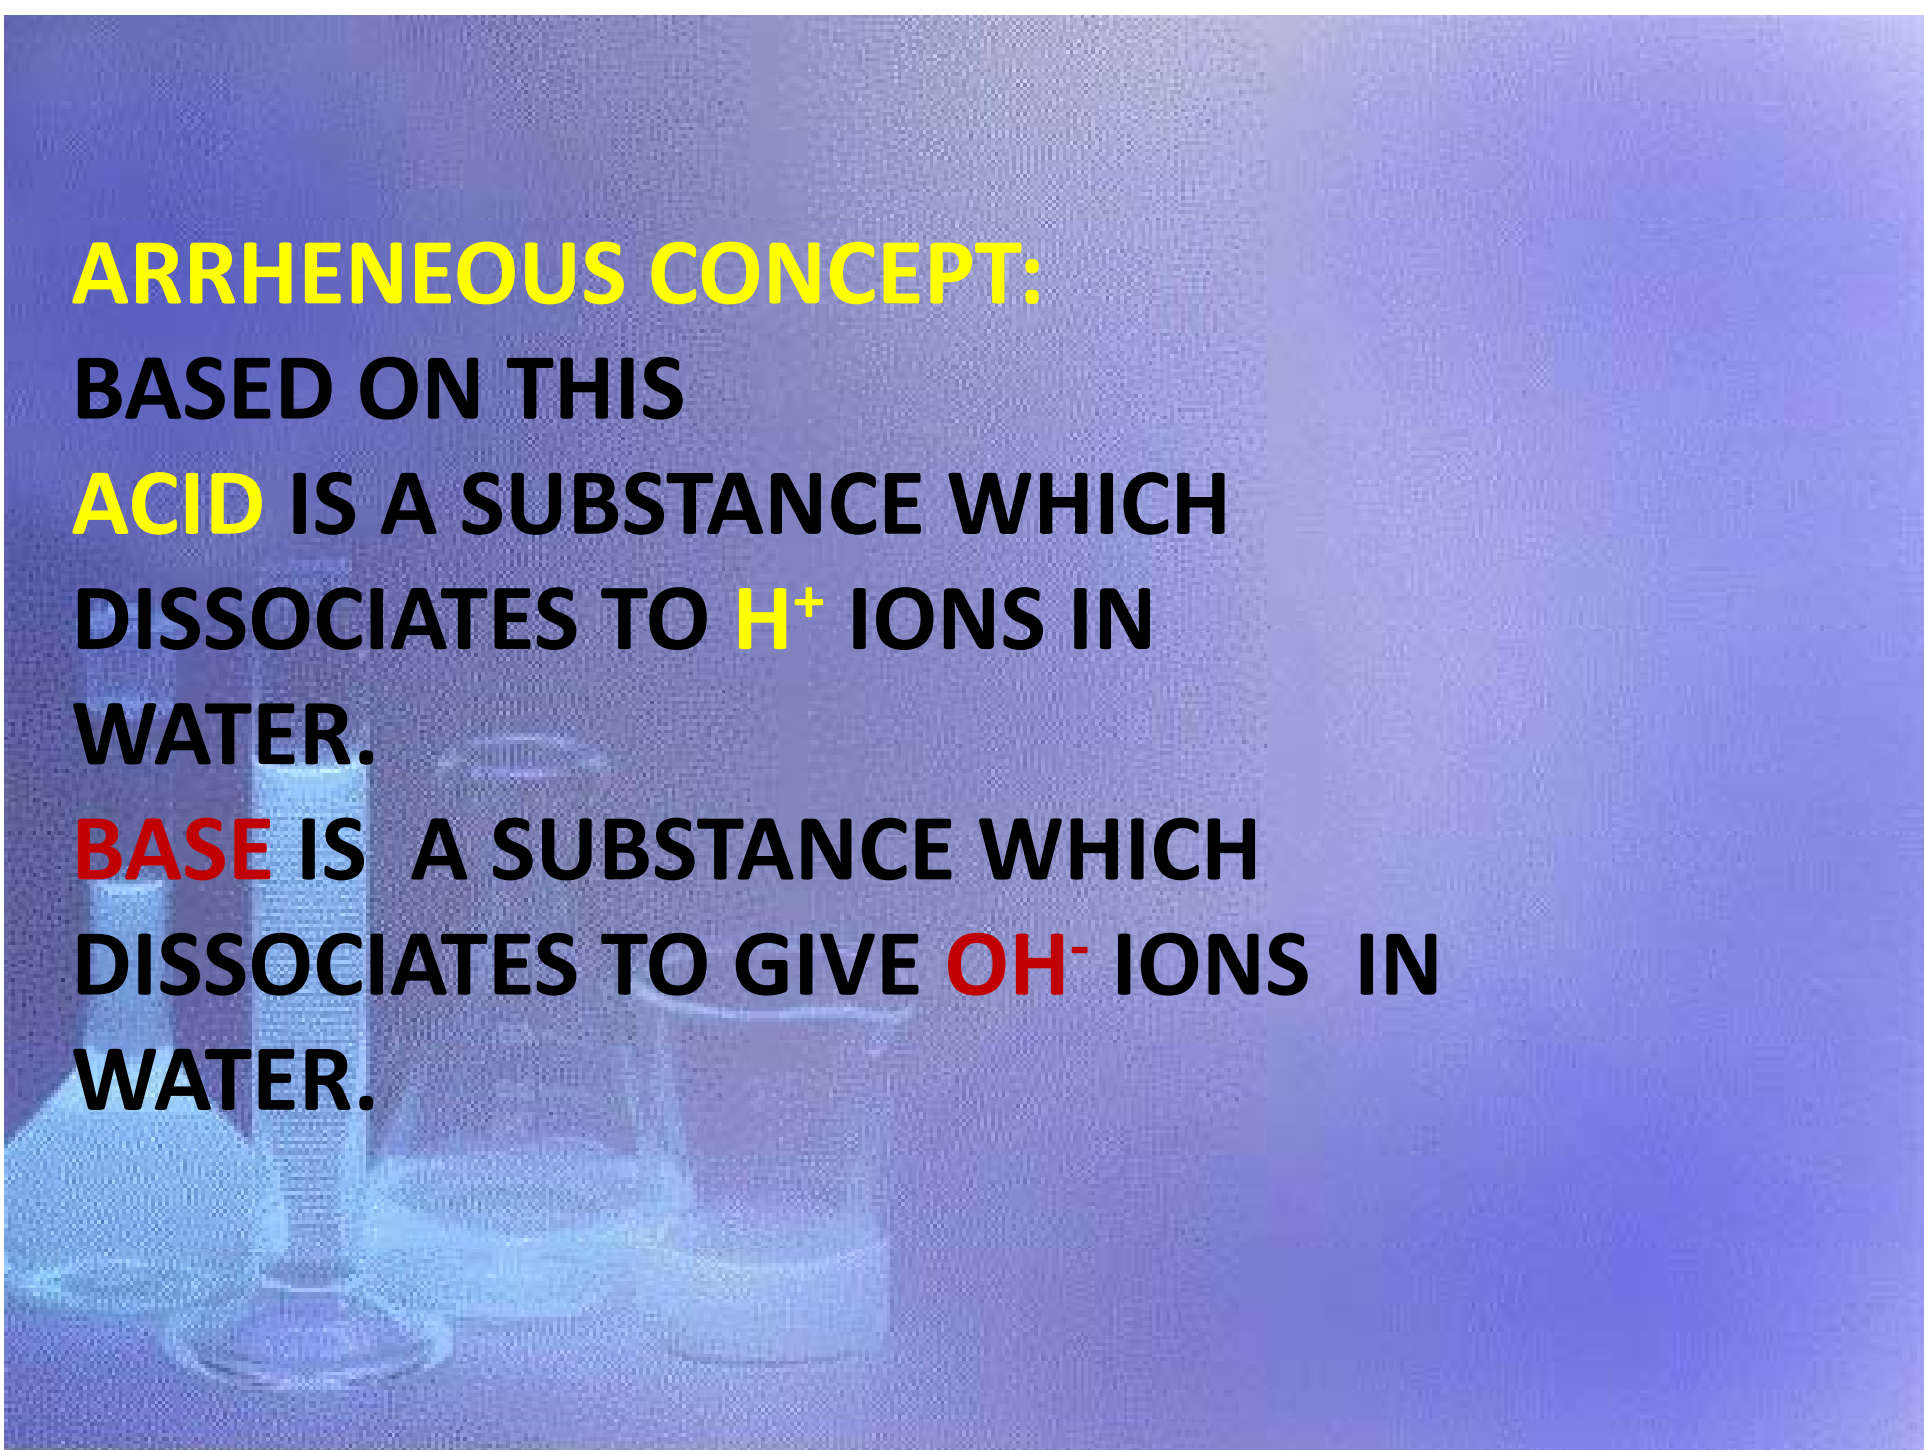 ARRHENEOUS CONCEPT:
BASED ON THIS
ACID IS A SUBSTANCE WHICH
DISSOCIATES TO H⁺ IONS IN
WATER.
BASE IS  A SUBSTANCE WHICH
DISSOCIATES TO GIVE OH⁻ IONS  IN
WATER.